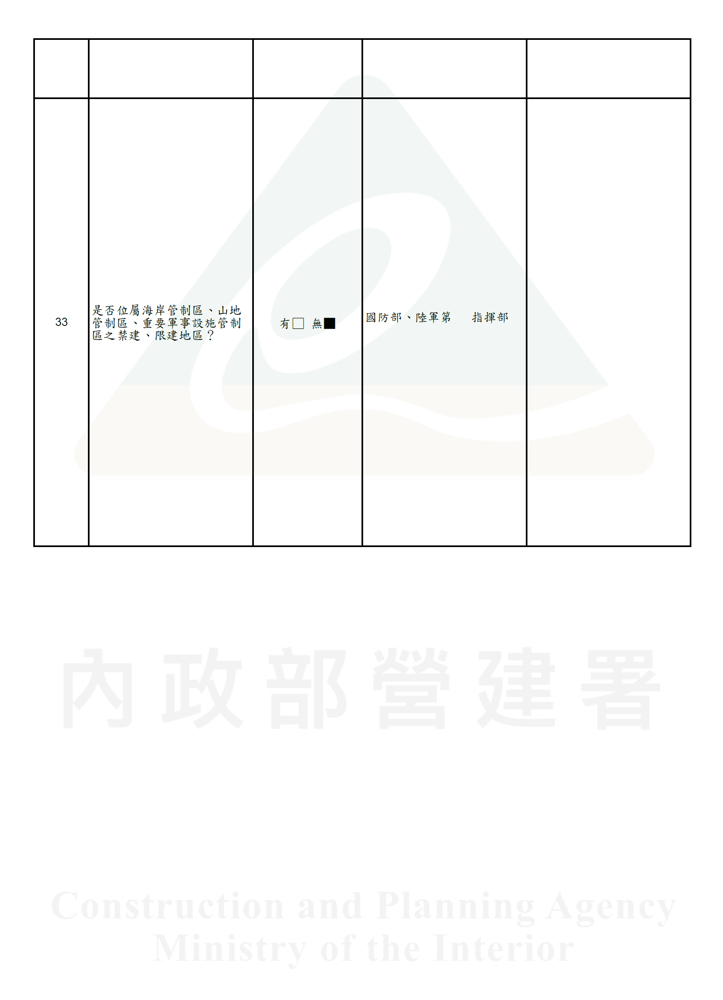 33
是否位屬海岸管制區、山地
管制區、重要軍事設施管制
區之禁建、限建地區？
有□ 無■
國防部、陸軍第　指揮部
內政部營建署
Construction and Planning Agency
Ministry of the Interior